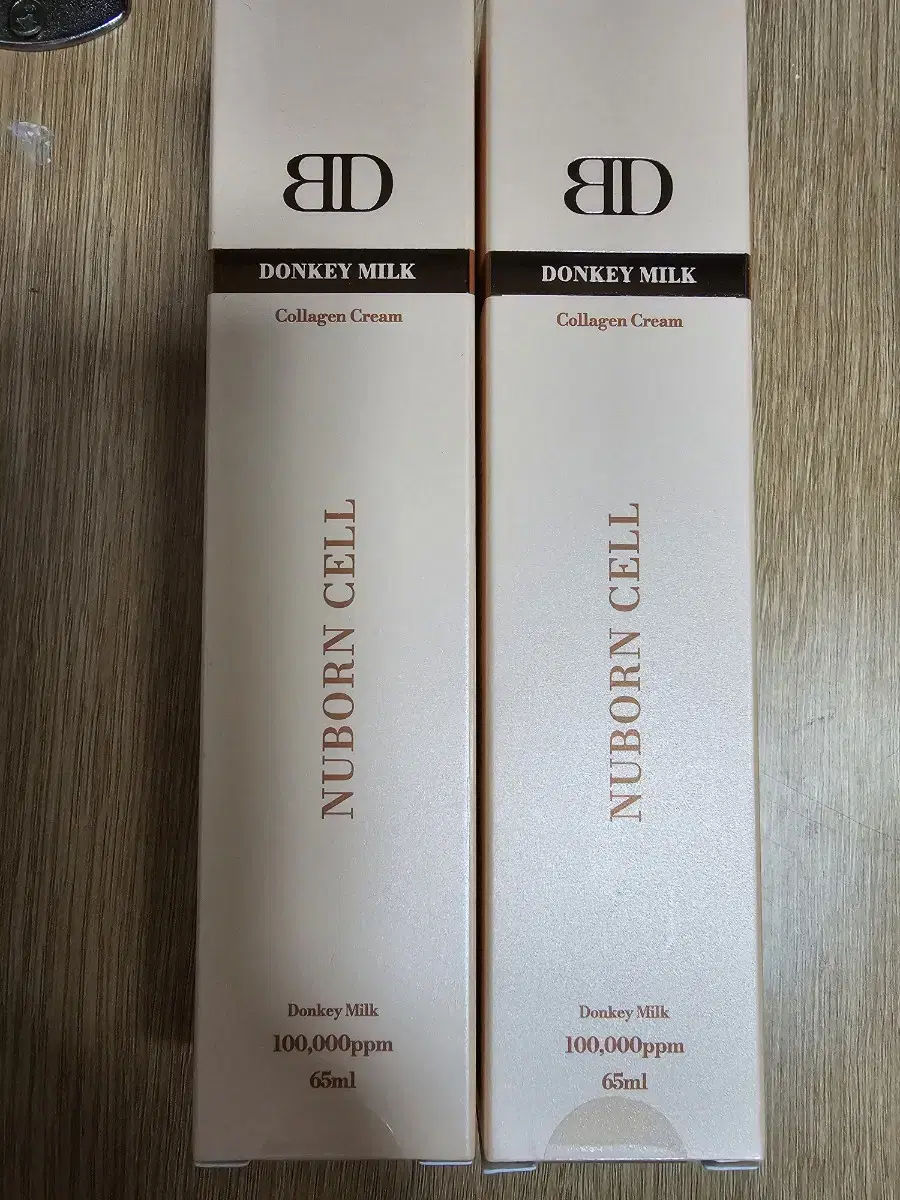 BD
DONKEY MILK
Collagen Cream
NUBORN CELL
Donkey Milk
100,000ppm
65ml
BD
DONKEY MILK
Collagen Cream
NUBORN CELL
Donkey Milk
100,000ppm
65ml